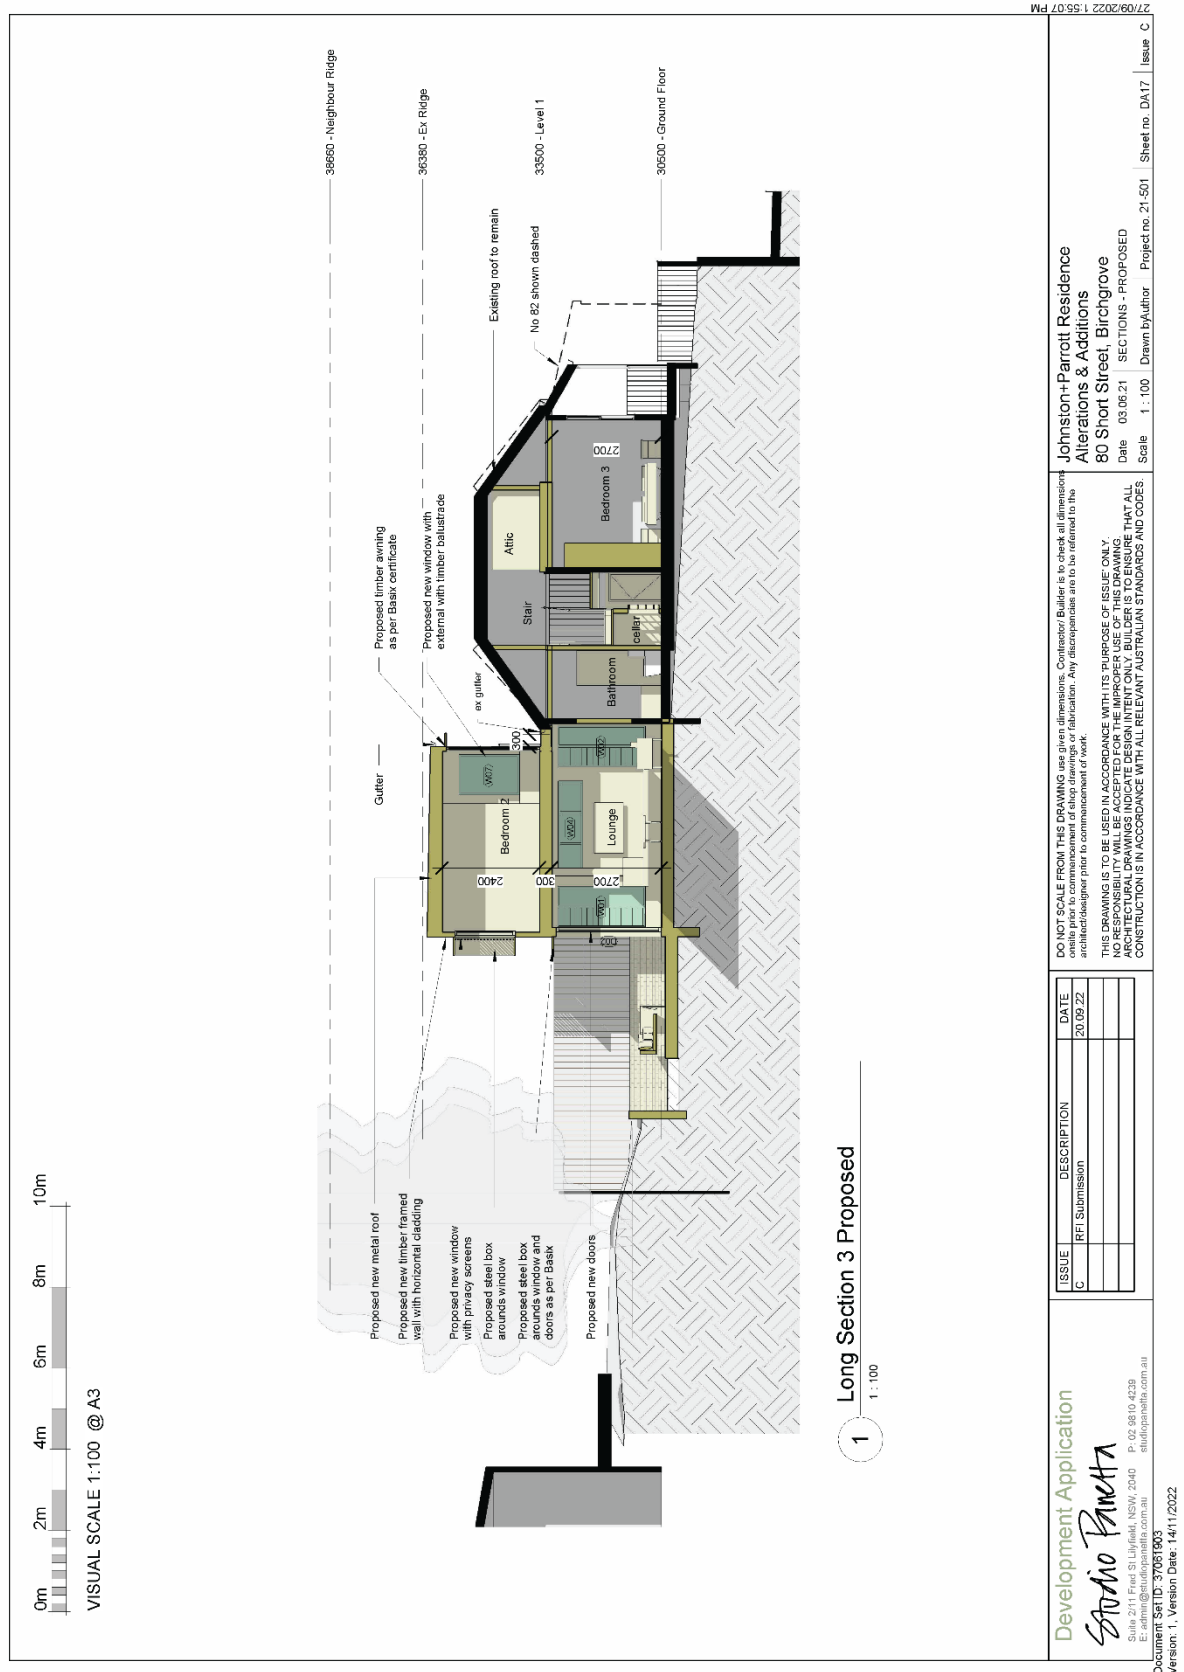 27/09/2022 1:55:07 PM
0m 2m 4m 6m 8m 10m
VISUAL SCALE 1:100 @ A3
38660 - Neighbour Ridge
36380 - Ex Ridge
33500 - Level 1
30500 - Ground Floor
Existing roof to remain
No 82 shown dashed
Proposed timber awning
as per Basix certificate
Proposed new window with
external with timber balustrade
Gutter
ex gutter
300
Attic
Stair
Bedroom 3
2700
cellar
Bathroom
Bedroom 2
W07
2400
300
2700
W02
W04
W01
Lounge
D02
Proposed new metal roof
Proposed new timber framed
wall with horizontal cladding
Proposed new window
with privacy screens
Proposed steel box
arounds window
Proposed steel box
arounds window and
doors as per Basix
Proposed new doors
1
Long Section 3 Proposed
1 : 100
Development Application
Studio Panetta
Suite 2/11 Fred St Lilyfield, NSW, 2040 P: 02 9810 4239
E: admin@studiopanetta.com.au studiopanetta.com.au
ISSUE DESCRIPTION DATE
C RFI Submission 20.09.22
DO NOT SCALE FROM THIS DRAWING use given dimensions. Contractor/ Builder is to check all dimensions
onsite prior to commencement of shop drawings or fabrication. Any discrepencies are to be referred to the
architect/designer prior to commencement of work.
THIS DRAWING IS TO BE USED IN ACCORDANCE WITH ITS 'PURPOSE OF ISSUE' ONLY.
NO RESPONSIBILITY WILL BE ACCEPTED FOR THE IMPROPER USE OF THIS DRAWING.
ARCHITECTURAL DRAWINGS INDICATE DESIGN INTENT ONLY. BUILDER IS TO ENSURE THAT ALL
CONSTRUCTION IS IN ACCORDANCE WITH ALL RELEVANT AUSTRALIAN STANDARDS AND CODES.
Johnston+Parrott Residence
Alterations & Additions
80 Short Street, Birchgrove
Date 03.06.21 SECTIONS - PROPOSED
Scale 1 : 100 Drawn by Author Project no. 21-501 Sheet no. DA17 Issue C
Document Set ID: 37061903
Version: 1, Version Date: 14/11/2022